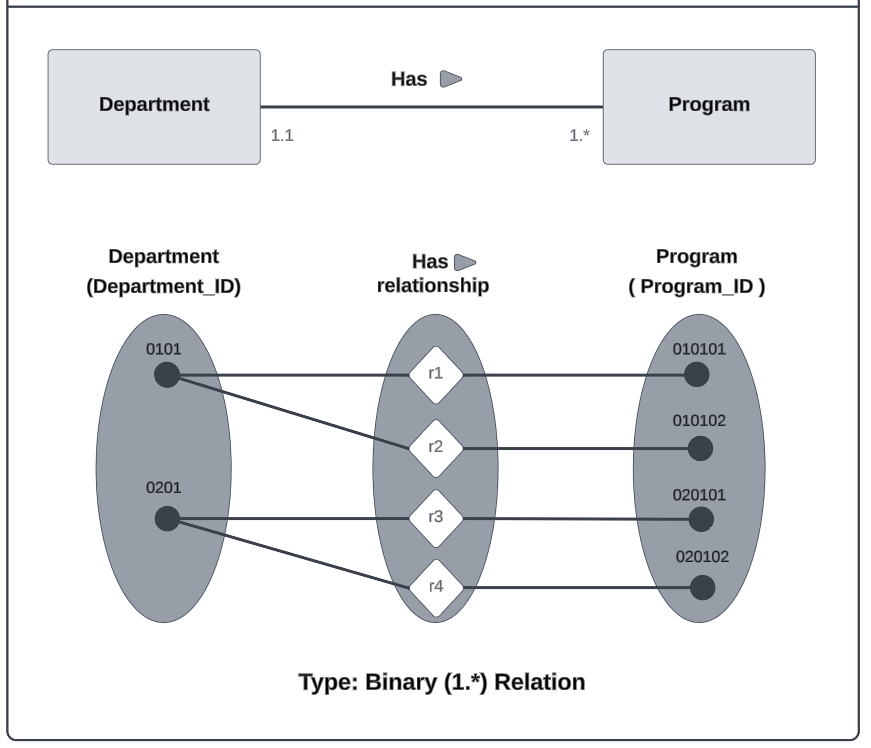 Has
Department
Program
1.1
1.*
Department
(Department_ID)
Has
relationship
Program
( Program_ID )
0101
r1
010101
r2
010102
0201
r3
020101
r4
020102
Type: Binary (1.*) Relation